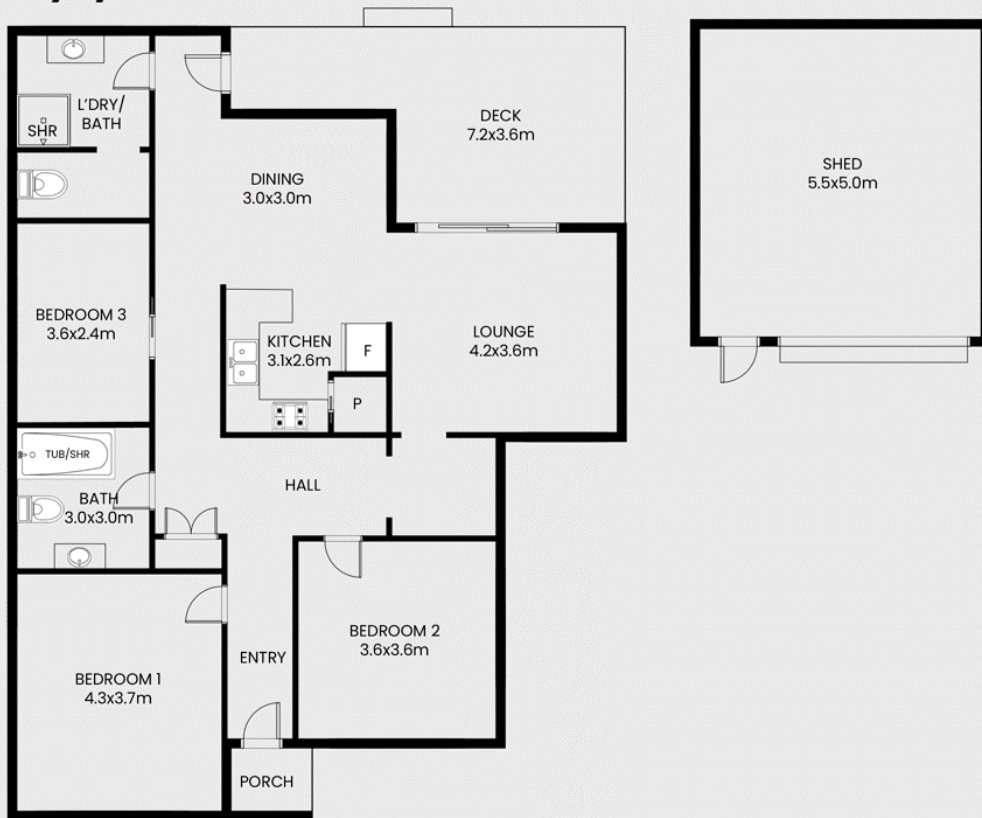 L'DRY/
BATH
SHR
DECK
7.2x3.6m
SHED
5.5x5.0m
DINING
3.0x3.0m
BEDROOM 3
3.6x2.4m
KITCHEN
3.1x2.6m
F
P
LOUNGE
4.2x3.6m
TUB/SHR
BATH
3.0x3.0m
HALL
BEDROOM 1
4.3x3.7m
ENTRY
BEDROOM 2
3.6x3.6m
PORCH